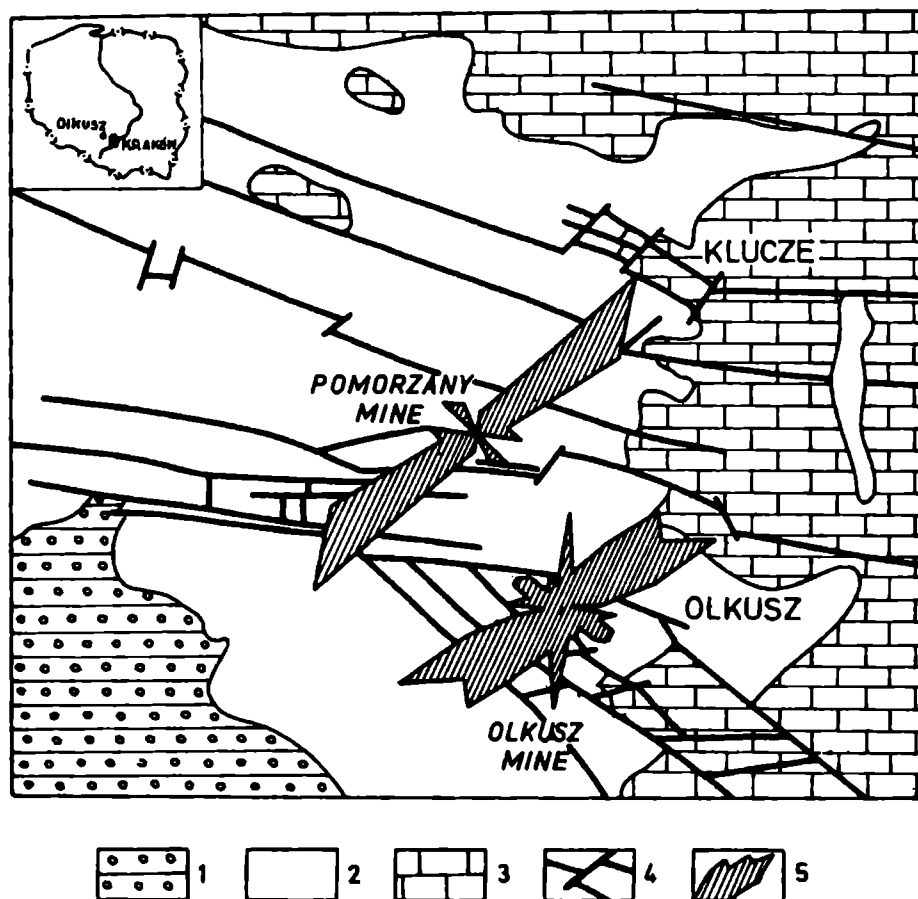 OLKUSZ
KRAKÓW
KLUCZE
POMORZANY
MINE
OLKUSZ
OLKUSZ
MINE
1 2 3 4 5